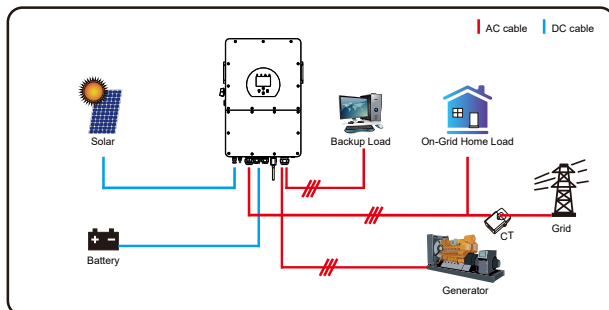 AC cable
DC cable
Solar
Backup Load
On-Grid Home Load
CT
Grid
Battery
Generator